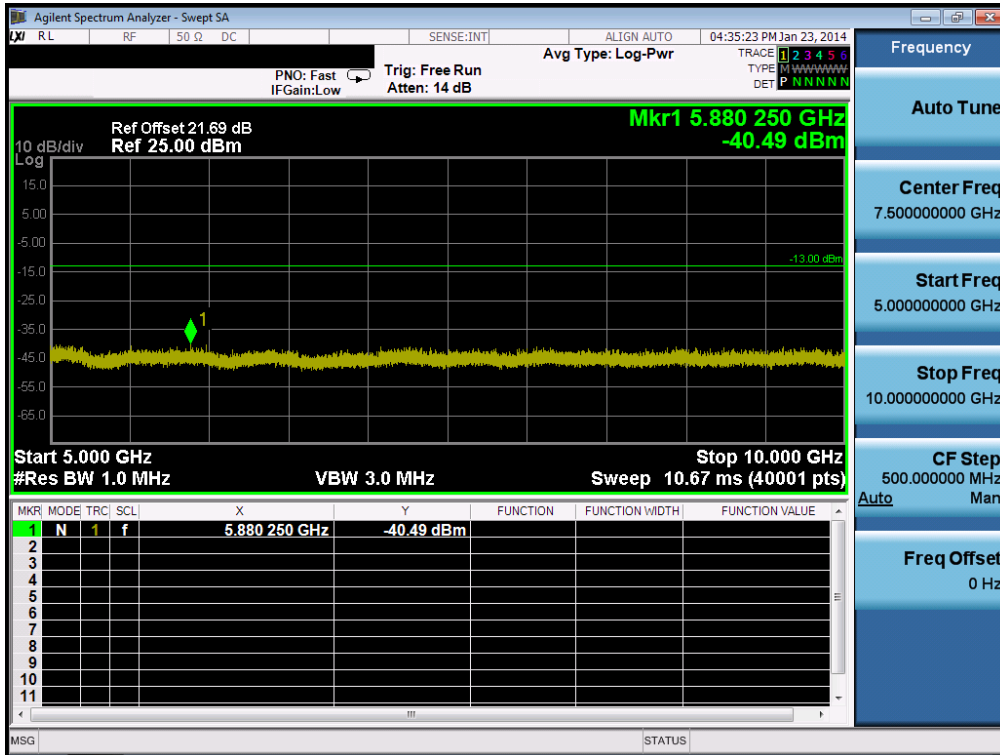 Agilent Spectrum Analyzer - Swept SA
LXI RL RF 50 Ω DC SENSE:INT ALIGN AUTO 04:35:23 PM Jan 23, 2014
Frequency
Avg Type: Log-Pwr TRACE 1 2 3 4 5 6
PNO: Fast Trig: Free Run TYPE M WWWWW
IFGain:Low Atten: 14 dB DET P N N N N N
Auto Tune
Mkr1 5.880 250 GHz
Ref Offset 21.69 dB
10 dB/div Ref 25.00 dBm -40.49 dBm
Log
15.0
5.00
-5.00
-13.00 dBm
-15.0
-25.0
1
-35.0
-45.0
-55.0
-65.0
Start 5.000 GHz Stop 10.000 GHz
#Res BW 1.0 MHz VBW 3.0 MHz Sweep 10.67 ms (40001 pts)
Center Freq
7.500000000 GHz
Start Freq
5.000000000 GHz
Stop Freq
10.000000000 GHz
CF Step
500.000000 MHz
Auto Man
Freq Offset
0 Hz
MKR MODE TRC SCL X Y FUNCTION FUNCTION WIDTH FUNCTION VALUE
1 N 1 f 5.880 250 GHz -40.49 dBm
2
3
4
5
6
7
8
9
10
11
MSG STATUS